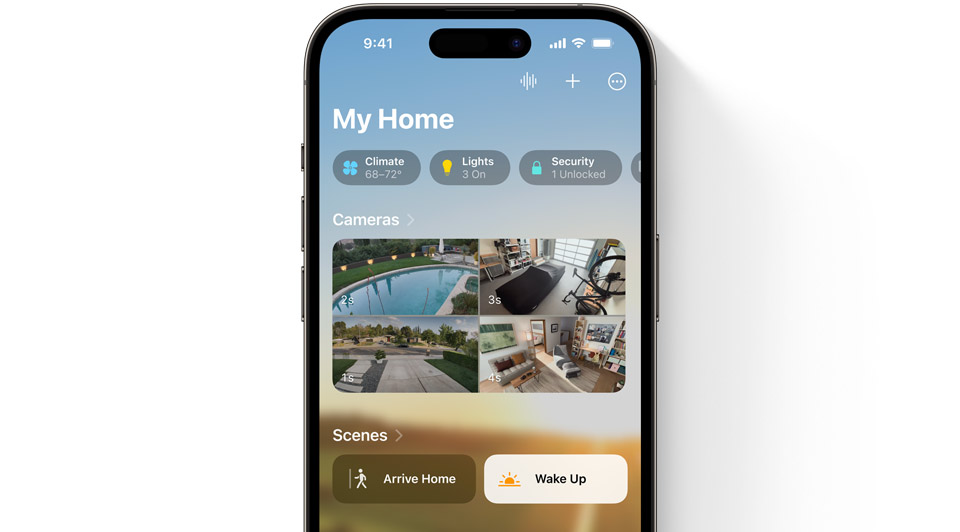 9:41
My Home
Climate
68–72°
Lights
3 On
Security
1 Unlocked
Cameras
2s
3s
1s
4s
Scenes
Arrive Home
Wake Up